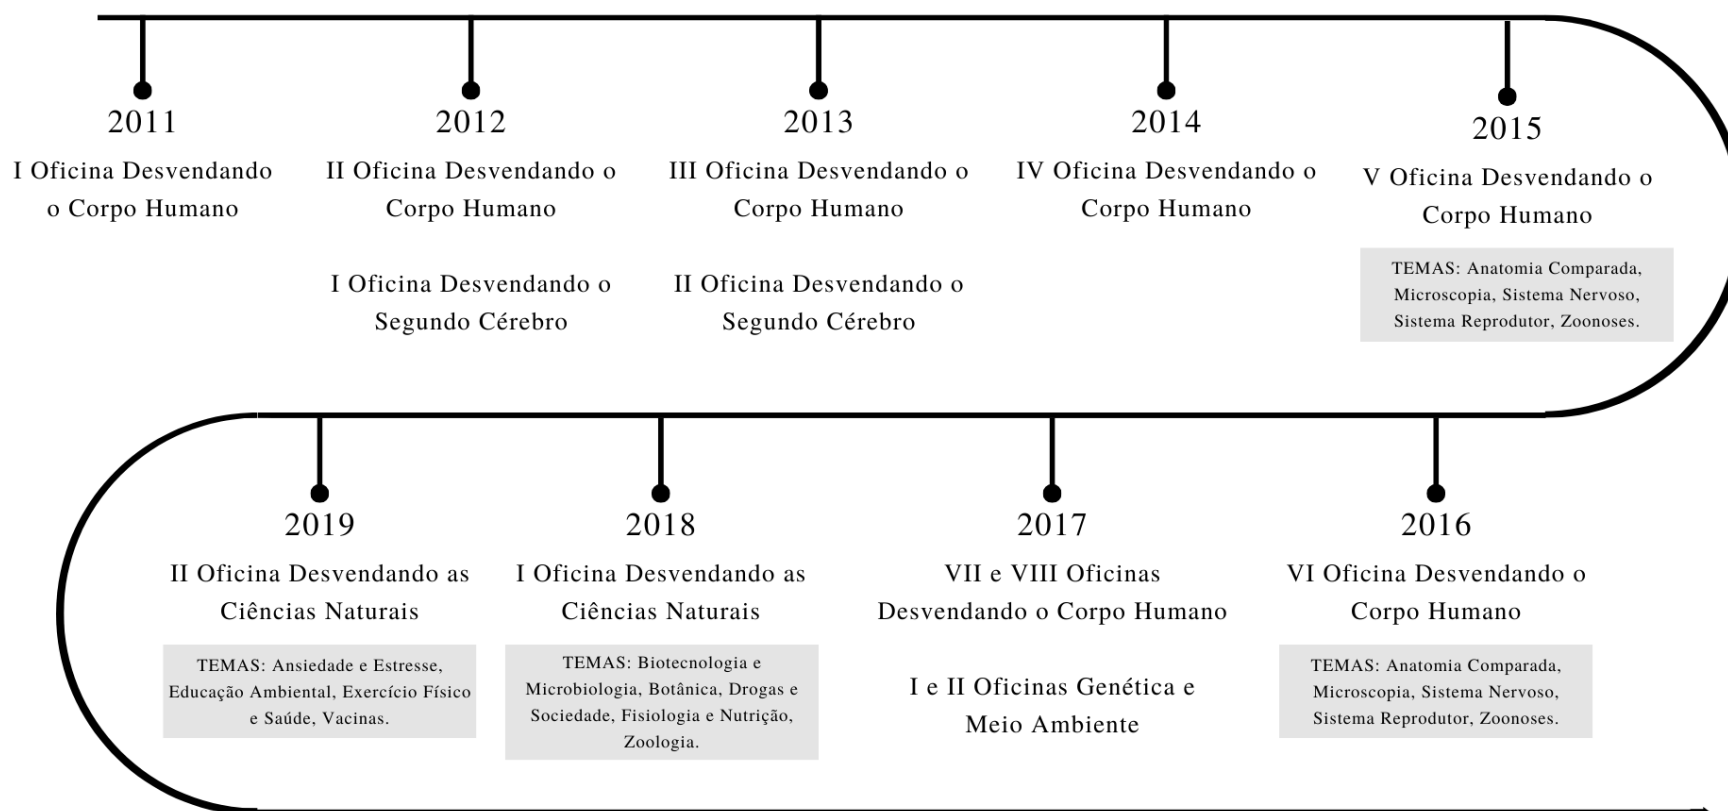 2011
I Oficina Desvendando
o Corpo Humano
2012
II Oficina Desvendando o
Corpo Humano
I Oficina Desvendando o
Segundo Cérebro
2013
III Oficina Desvendando o
Corpo Humano
II Oficina Desvendando o
Segundo Cérebro
2014
IV Oficina Desvendando o
Corpo Humano
2015
V Oficina Desvendando o
Corpo Humano
TEMAS: Anatomia Comparada,
Microscopia, Sistema Nervoso,
Sistema Reprodutor, Zoonoses.
2016
VI Oficina Desvendando o
Corpo Humano
TEMAS: Anatomia Comparada,
Microscopia, Sistema Nervoso,
Sistema Reprodutor, Zoonoses.
2017
VII e VIII Oficinas
Desvendando o Corpo Humano
I e II Oficinas Genética e
Meio Ambiente
2018
I Oficina Desvendando as
Ciências Naturais
TEMAS: Biotecnologia e
Microbiologia, Botânica, Drogas e
Sociedade, Fisiologia e Nutrição,
Zoologia.
2019
II Oficina Desvendando as
Ciências Naturais
TEMAS: Ansiedade e Estresse,
Educação Ambiental, Exercício Físico
e Saúde, Vacinas.